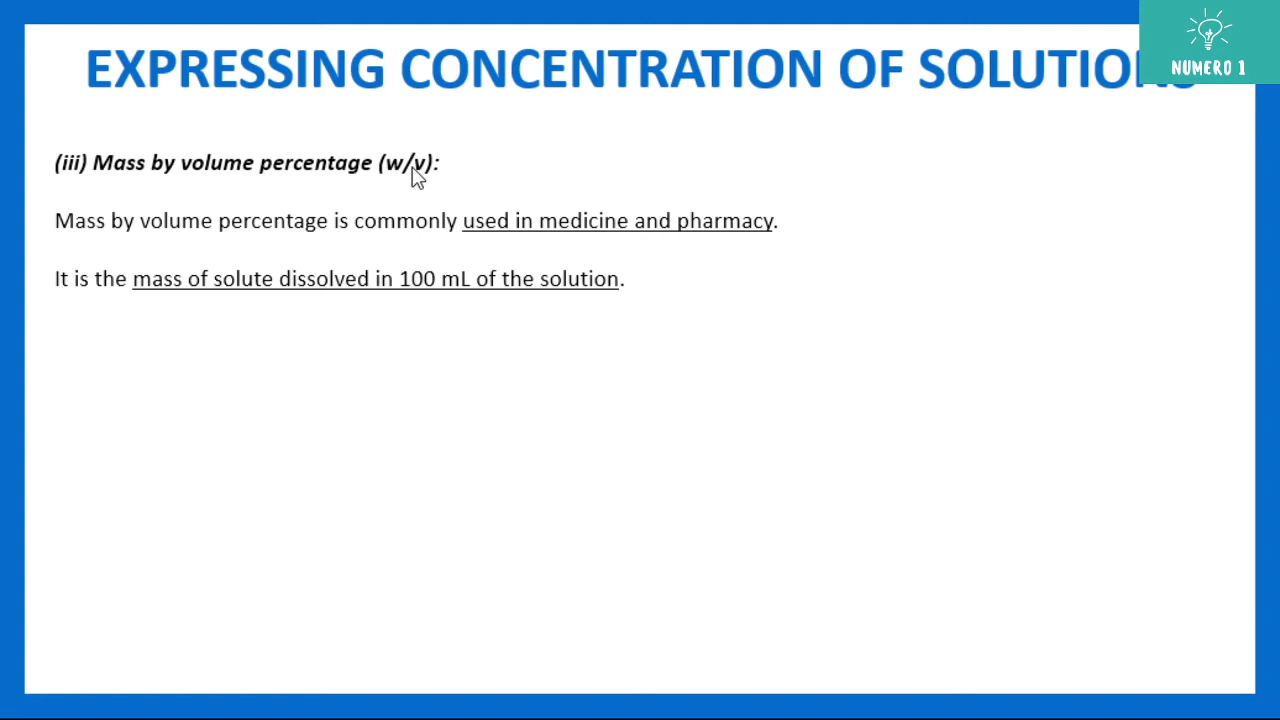 EXPRESSING CONCENTRATION OF SOLUTIONS
NUMERO 1
(iii) Mass by volume percentage (w/v):
Mass by volume percentage is commonly used in medicine and pharmacy.
It is the mass of solute dissolved in 100 mL of the solution.